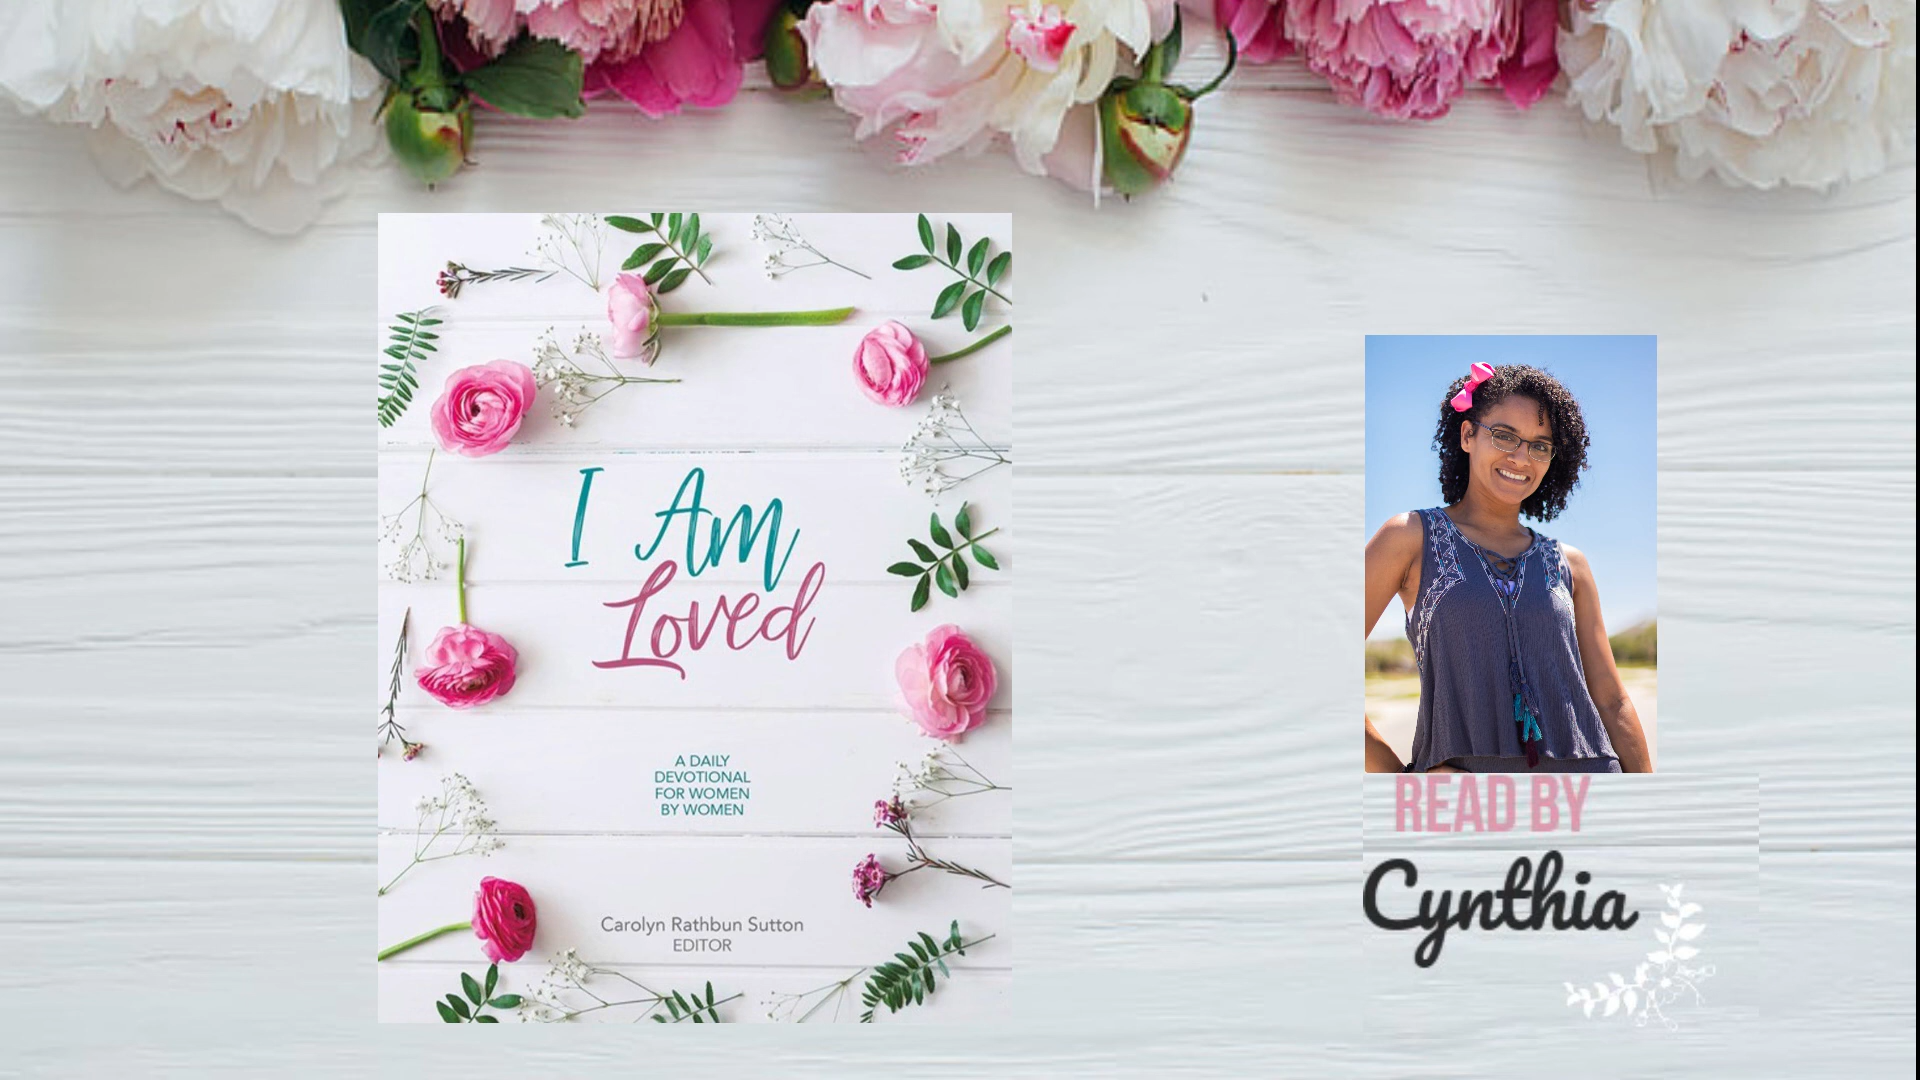 I Am
Loved
A DAILY
DEVOTIONAL
FOR WOMEN
BY WOMEN
Carolyn Rathbun Sutton
EDITOR
READ BY
Cynthia